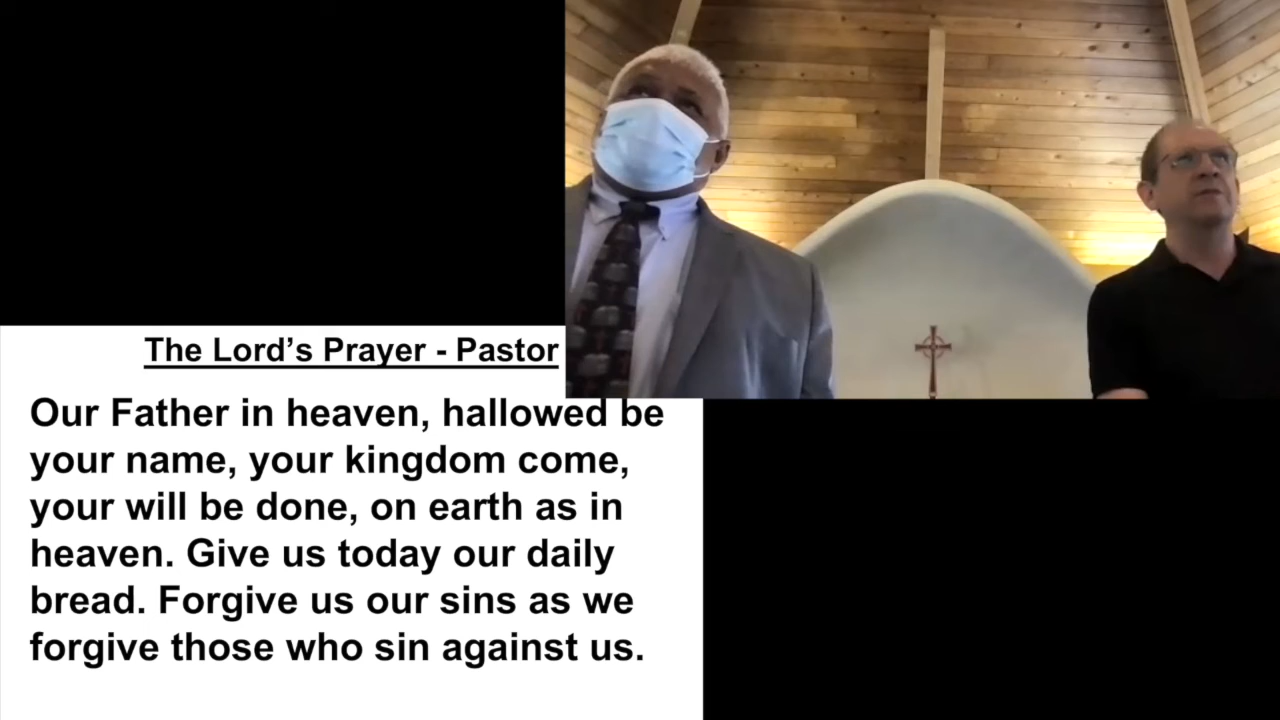 The Lord’s Prayer - Pastor
Our Father in heaven, hallowed be
your name, your kingdom come,
your will be done, on earth as in
heaven. Give us today our daily
bread. Forgive us our sins as we
forgive those who sin against us.